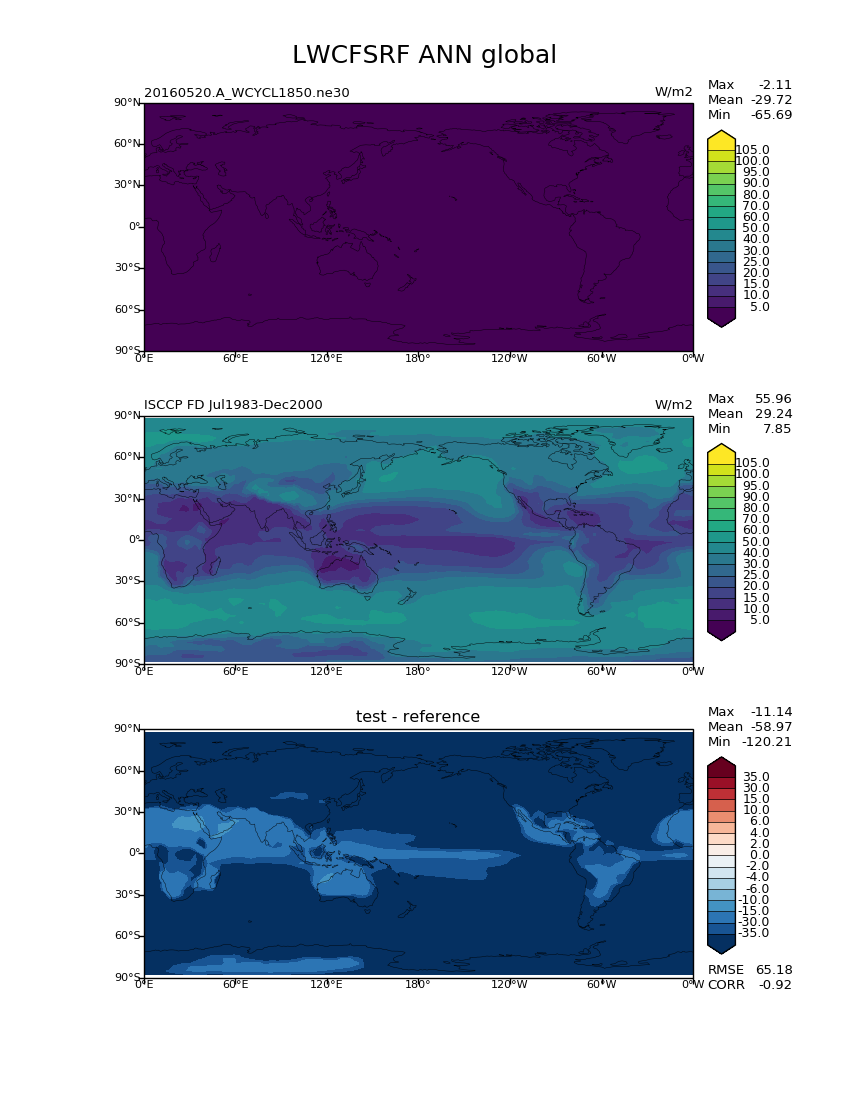 LWCFSRF ANN global
20160520.A_WCYCL1850.ne30 W/m2
Max -2.11
Mean -29.72
Min -65.69
90°N
60°N
30°N
0°
30°S
60°S
90°S
0°E 60°E 120°E 180° 120°W 60°W 0°W
105.0
100.0
95.0
90.0
80.0
70.0
60.0
50.0
40.0
30.0
25.0
20.0
15.0
10.0
5.0
ISCCP FD Jul1983-Dec2000 W/m2
Max 55.96
Mean 29.24
Min 7.85
90°N
60°N
30°N
0°
30°S
60°S
90°S
0°E 60°E 120°E 180° 120°W 60°W 0°W
105.0
100.0
95.0
90.0
80.0
70.0
60.0
50.0
40.0
30.0
25.0
20.0
15.0
10.0
5.0
test - reference
Max -11.14
Mean -58.97
Min -120.21
90°N
60°N
30°N
0°
30°S
60°S
90°S
0°E 60°E 120°E 180° 120°W 60°W 0°W
35.0
30.0
15.0
10.0
6.0
4.0
2.0
0.0
-2.0
-4.0
-6.0
-10.0
-15.0
-30.0
-35.0
RMSE 65.18
CORR -0.92